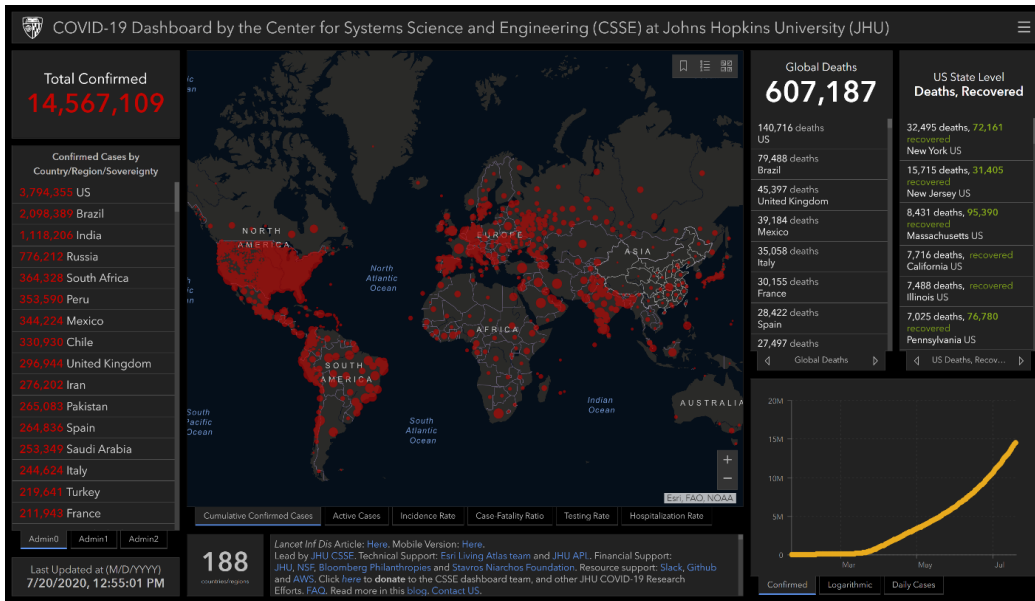 COVID-19 Dashboard by the Center for Systems Science and Engineering (CSSE) at Johns Hopkins University (JHU)
Total Confirmed
14,567,109
Confirmed Cases by
Country/Region/Sovereignty
3,794,355 US
2,098,389 Brazil
1,118,206 India
776,212 Russia
364,328 South Africa
353,590 Peru
344,224 Mexico
330,930 Chile
296,944 United Kingdom
276,202 Iran
265,083 Pakistan
264,836 Spain
253,349 Saudi Arabia
244,624 Italy
219,641 Turkey
211,943 France
Admin0
Admin1
Admin2
Last Updated at (M/D/YYYY)
7/20/2020, 12:55:01 PM
NORTH
AMERICA
EUROPE
ASIA
North
Atlantic
Ocean
AFRICA
SOUTH
AMERICA
Indian
Ocean
AUSTRALIA
South
Pacific
Ocean
South
Atlantic
Ocean
+
−
Esri, FAO, NOAA
Cumulative Confirmed Cases
Active Cases
Incidence Rate
Case-Fatality Ratio
Testing Rate
Hospitalization Rate
188
countries/regions
Lancet Inf Dis Article: Here. Mobile Version: Here.
Lead by JHU CSSE. Technical Support: Esri Living Atlas team and JHU APL. Financial Support:
JHU, NSF, Bloomberg Philanthropies and Stavros Niarchos Foundation. Resource support: Slack, Github
and AWS. Click here to donate to the CSSE dashboard team, and other JHU COVID-19 Research
Efforts. FAQ. Read more in this blog. Contact US.
Global Deaths
607,187
140,716 deaths
US
79,488 deaths
Brazil
45,397 deaths
United Kingdom
39,184 deaths
Mexico
35,058 deaths
Italy
30,155 deaths
France
28,422 deaths
Spain
27,497 deaths
Global Deaths
US State Level
Deaths, Recovered
32,495 deaths, 72,161
recovered
New York US
15,715 deaths, 31,405
recovered
New Jersey US
8,431 deaths, 95,390
recovered
Massachusetts US
7,716 deaths, recovered
California US
7,488 deaths, recovered
Illinois US
7,025 deaths, 76,780
recovered
Pennsylvania US
US Deaths, Recov...
20M
15M
10M
5M
0
Mar
May
Jul
Confirmed
Logarithmic
Daily Cases